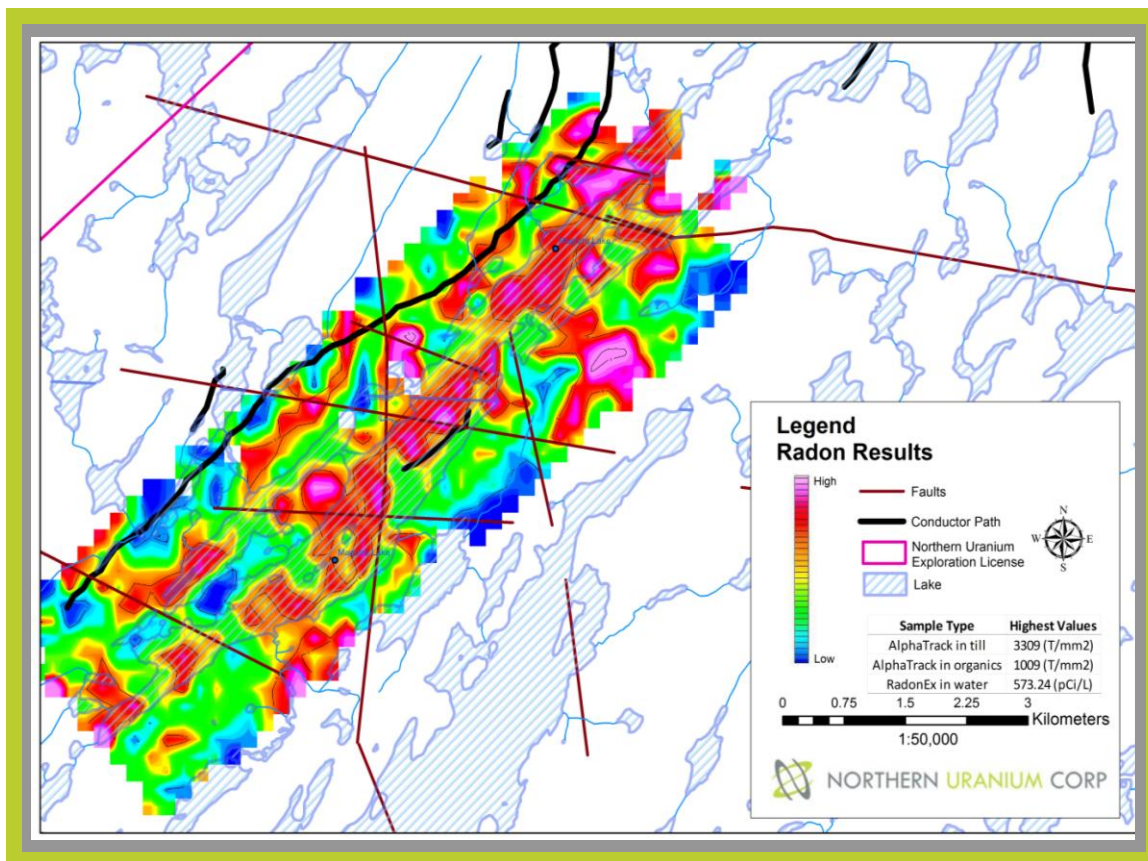 Legend
Radon Results
High
Low
Faults
Conductor Path
Northern Uranium
Exploration License
Lake
N
W E
S
Sample Type Highest Values
AlphaTrack in till 3309 (T/mm2)
AlphaTrack in organics 1009 (T/mm2)
RadonEx in water 573.24 (pCi/L)
0 0.75 1.5 2.25 3
Kilometers
1:50,000
NORTHERN URANIUM CORP